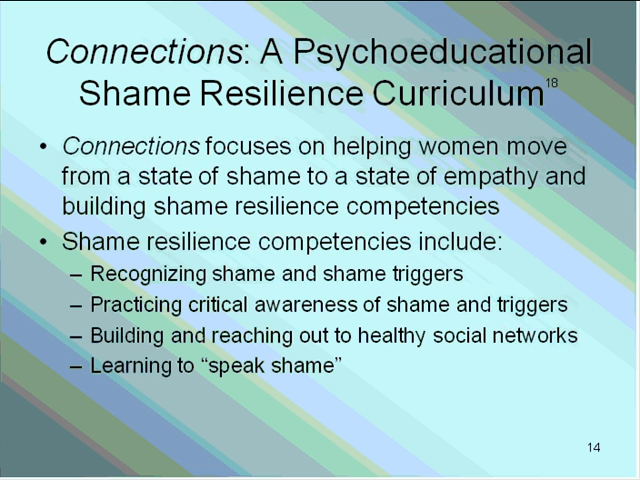 Connections: A Psychoeducational
Shame Resilience Curriculum18
• Connections focuses on helping women move
from a state of shame to a state of empathy and
building shame resilience competencies
• Shame resilience competencies include:
– Recognizing shame and shame triggers
– Practicing critical awareness of shame and triggers
– Building and reaching out to healthy social networks
– Learning to “speak shame”
14